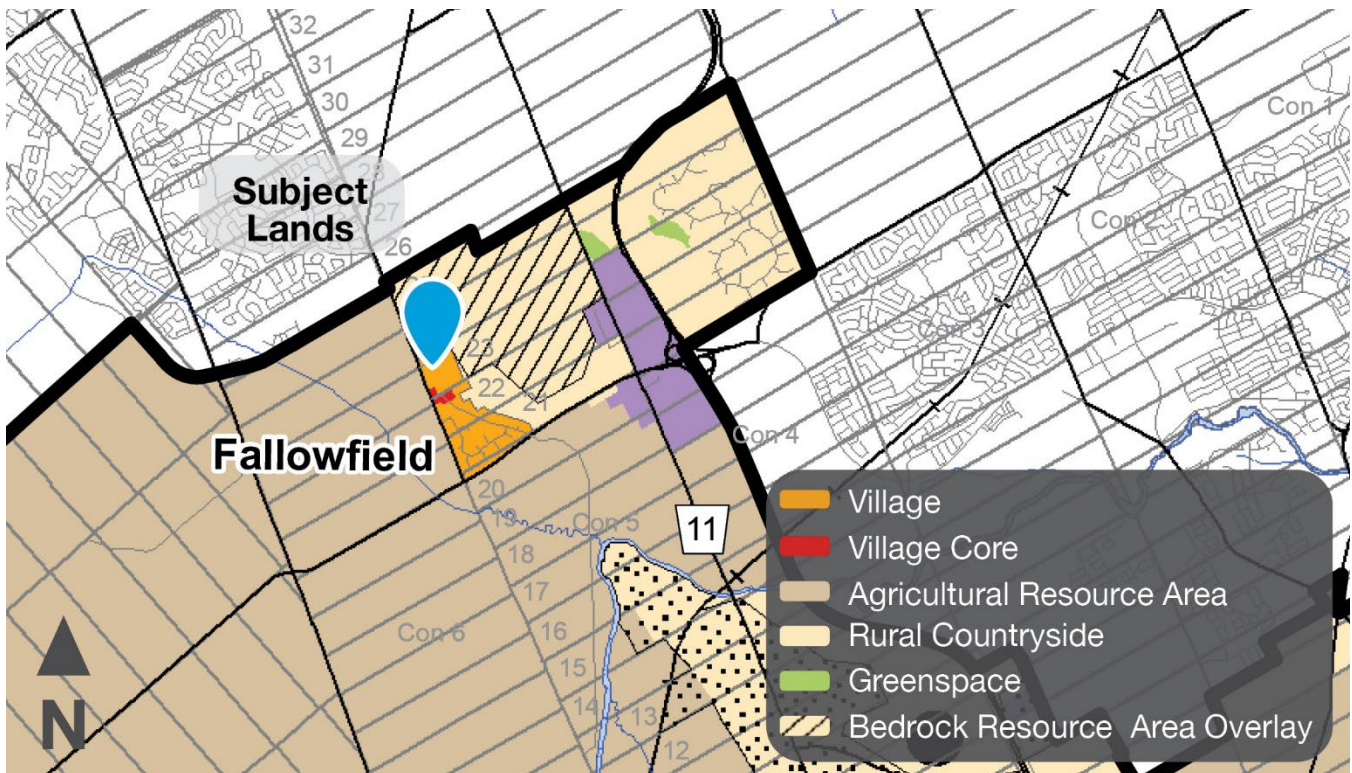 32
31
30
29
28
27
26
Subject
Lands
Con 1
Con 2
Con 3
23
22
21
Fallowfield
Con 4
20
19
18
17
16
15
14
13
12
Con 5
Con 6
11
N
Village
Village Core
Agricultural Resource Area
Rural Countryside
Greenspace
Bedrock Resource Area Overlay